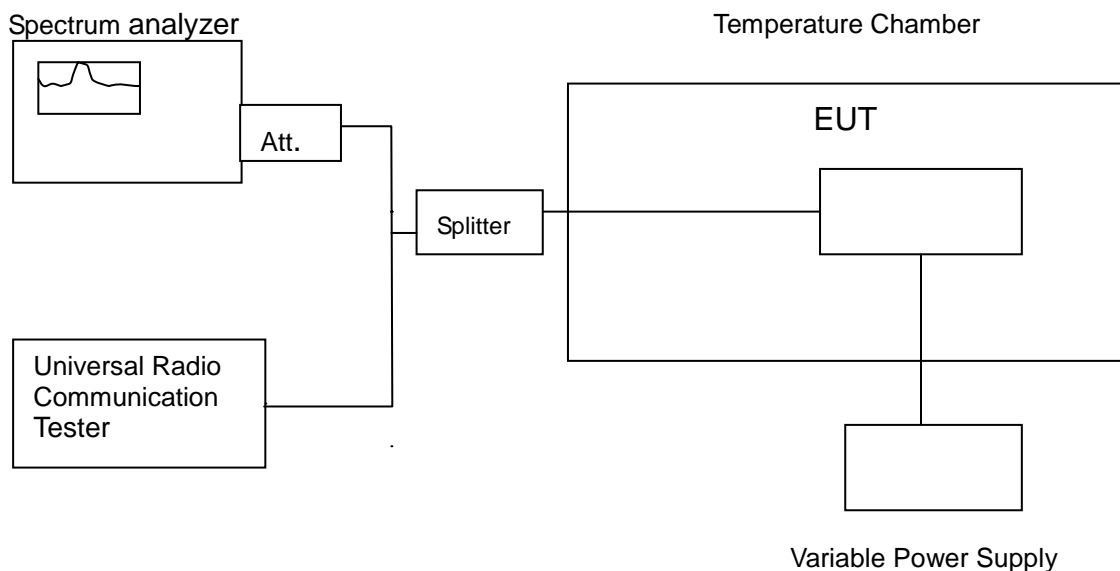 Spectrum analyzer
Temperature Chamber
EUT
Att.
Splitter
Universal Radio
Communication
Tester
Variable Power Supply